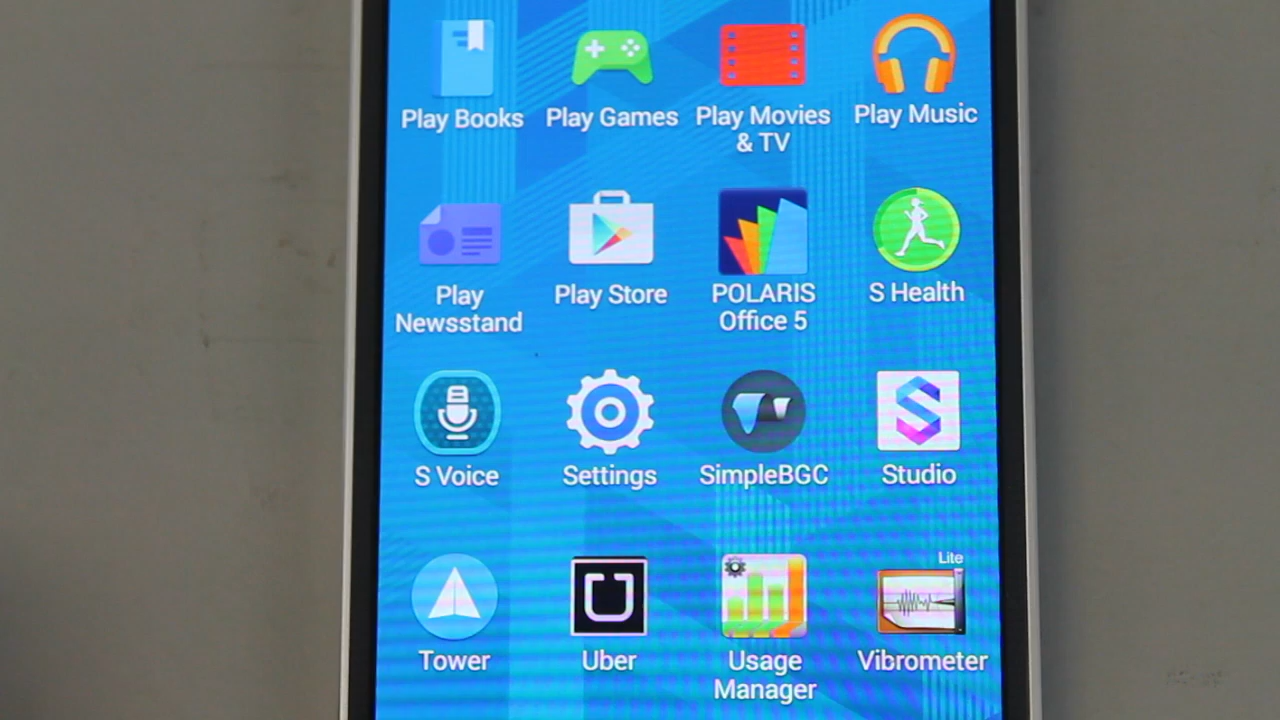 Play Books Play Games Play Movies Play Music
& TV
Play Play Store POLARIS S Health
Newsstand Office 5
S Voice Settings SimpleBGC Studio
Lite
Tower Uber Usage Vibrometer
Manager